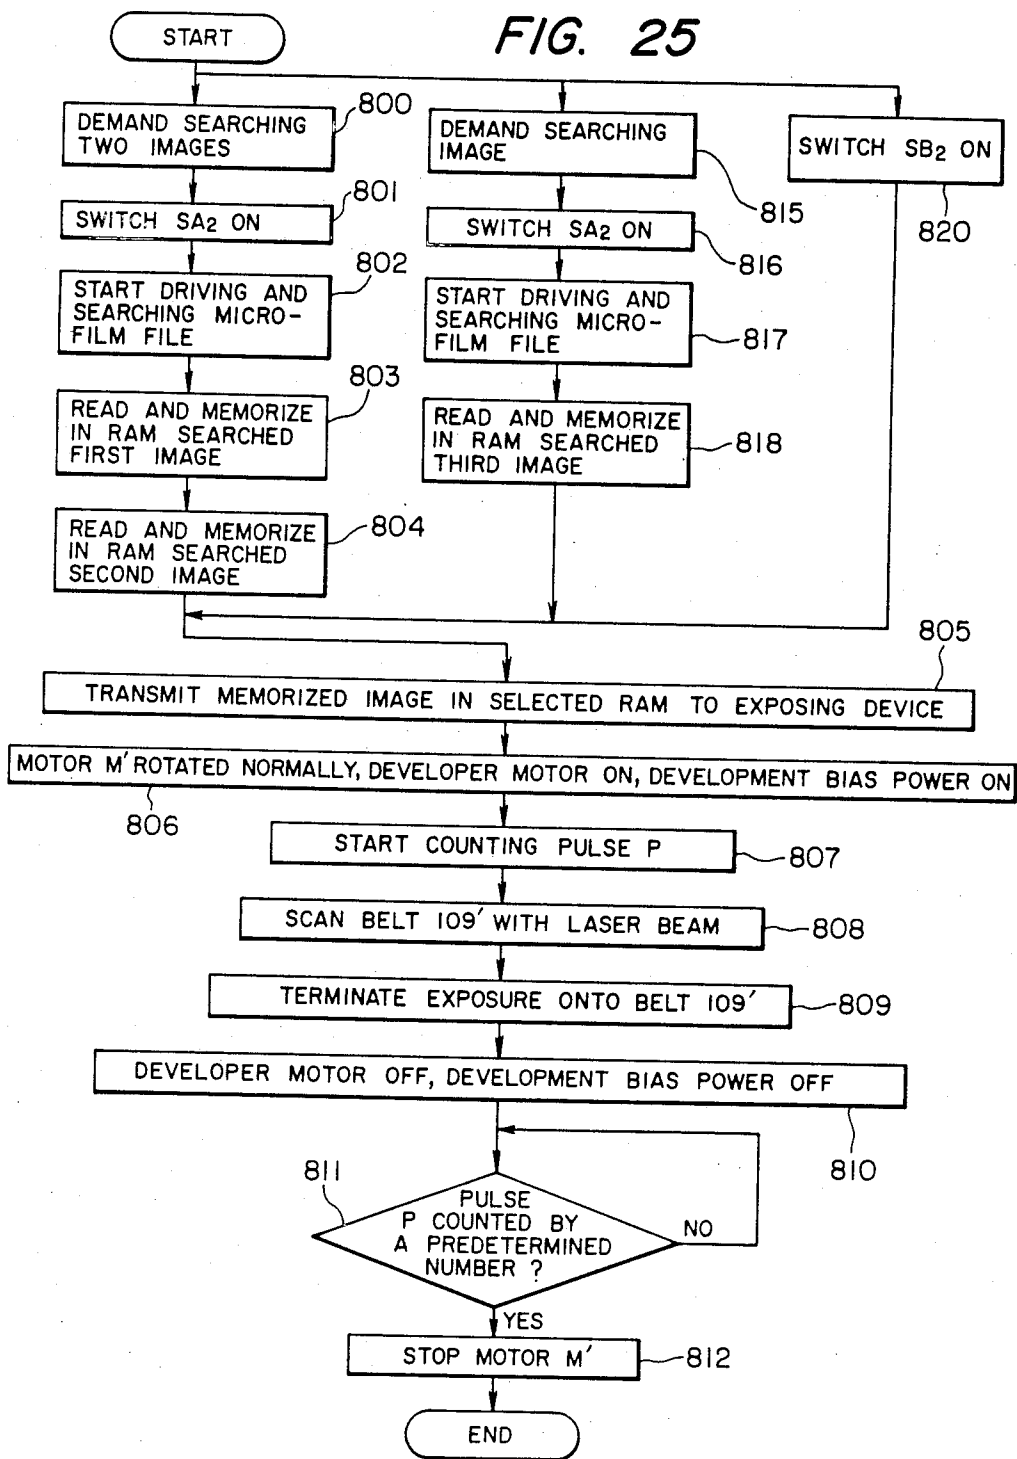 FIG. 25
START
DEMAND SEARCHING
TWO IMAGES
800
SWITCH SA2 ON
801
START DRIVING AND
SEARCHING MICRO-
FILM FILE
802
READ AND MEMORIZE
IN RAM SEARCHED
FIRST IMAGE
803
READ AND MEMORIZE
IN RAM SEARCHED
SECOND IMAGE
804
DEMAND SEARCHING
IMAGE
815
SWITCH SA2 ON
816
START DRIVING AND
SEARCHING MICRO-
FILM FILE
817
READ AND MEMORIZE
IN RAM SEARCHED
THIRD IMAGE
818
SWITCH SB2 ON
820
805
TRANSMIT MEMORIZED IMAGE IN SELECTED RAM TO EXPOSING DEVICE
MOTOR M' ROTATED NORMALLY, DEVELOPER MOTOR ON, DEVELOPMENT BIAS POWER ON
806
START COUNTING PULSE P
807
SCAN BELT 109' WITH LASER BEAM
808
TERMINATE EXPOSURE ONTO BELT 109'
809
DEVELOPER MOTOR OFF, DEVELOPMENT BIAS POWER OFF
810
811
PULSE
P COUNTED BY
A PREDETERMINED
NUMBER ?
NO
YES
STOP MOTOR M'
812
END